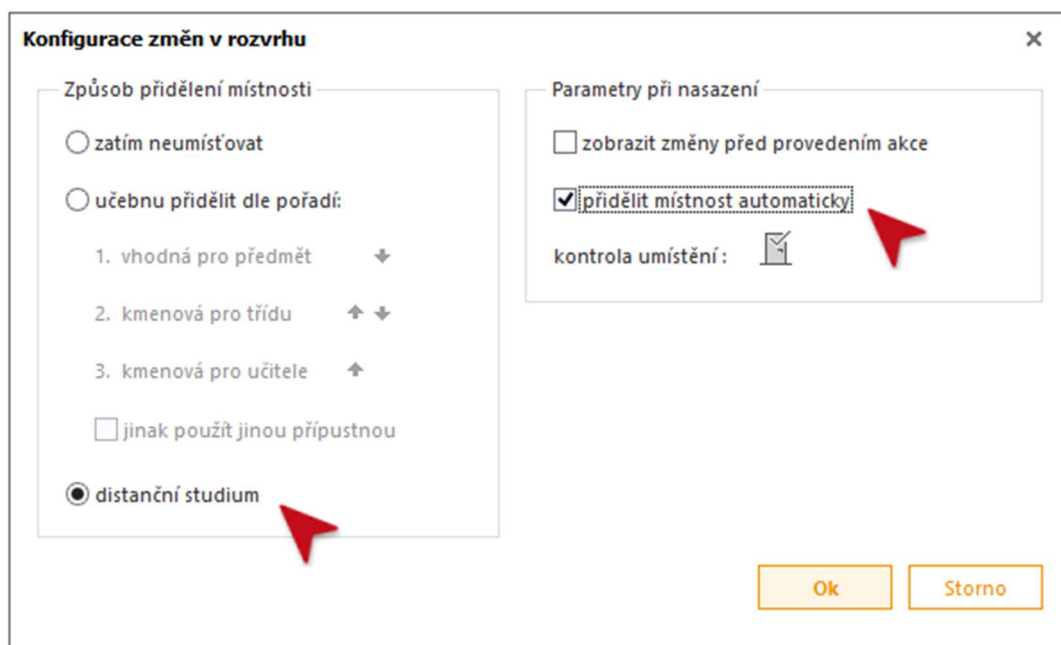 Konfigurace změn v rozvrhu
Způsob přidělení místnosti
zatím neumísťovat
učebnu přidělit dle pořadí:
1. vhodná pro předmět
2. kmenová pro třídu
3. kmenová pro učitele
jinak použít jinou přípustnou
distanční studium
Parametry při nasazení
zobrazit změny před provedením akce
přidělit místnost automaticky
kontrola umístění :
Ok
Storno